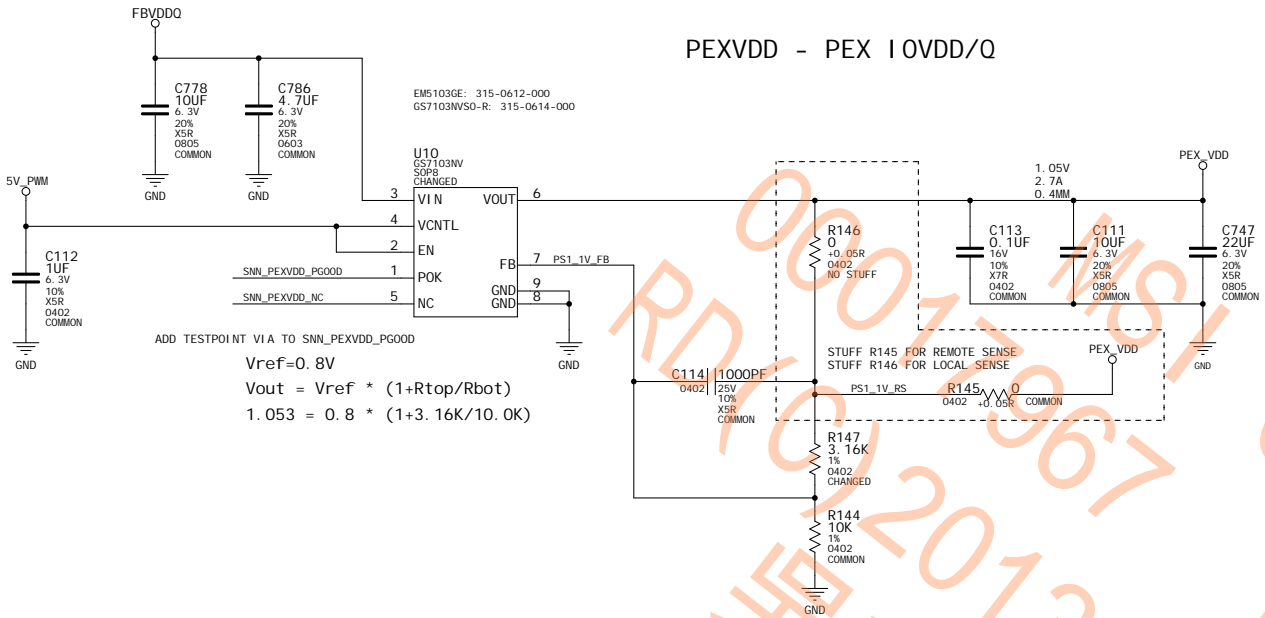 FBVDDQ
PEXVDD - PEX IOVDD/Q
C778
10UF
6.3V
20%
X5R
0805
COMMON
GND
C786
4.7UF
6.3V
20%
X5R
0603
COMMON
GND
EM5103GE: 315-0612-000
GS7103NVSO-R: 315-0614-000
U10
GS7103NV
SOP8
CHANGED
3 VIN
VOUT 6
4 VCNTL
2 EN
FB 7 PS1_1V_FB
SNN_PEXVDD_PGOOD 1 POK
GND 9
SNN_PEXVDD_NC 5 NC
GND 8
GND
5V_PWM
C112
1UF
6.3V
10%
X5R
0402
COMMON
GND
ADD TESTPOINT VIA TO SNN_PEXVDD_PGOOD
Vref=0.8V
Vout = Vref * (1+Rtop/Rbot)
1.053 = 0.8 * (1+3.16K/10.0K)
1.05V
2.7A
0.4MM
PEX_VDD
R146
0
+0.05R
0402
NO STUFF
C113
0.1UF
16V
10%
X7R
0402
COMMON
C111
10UF
6.3V
20%
X5R
0805
COMMON
C747
22UF
6.3V
20%
X5R
0805
COMMON
GND
STUFF R145 FOR REMOTE SENSE
STUFF R146 FOR LOCAL SENSE
PEX_VDD
C114 1000PF
0402 25V
10%
X5R
COMMON
PS1_1V_RS
R145 0
0402 +0.05R COMMON
R147
3.16K
1%
0402
CHANGED
R144
10K
1%
0402
COMMON
GND
MSI
00017967
RD(C)2013